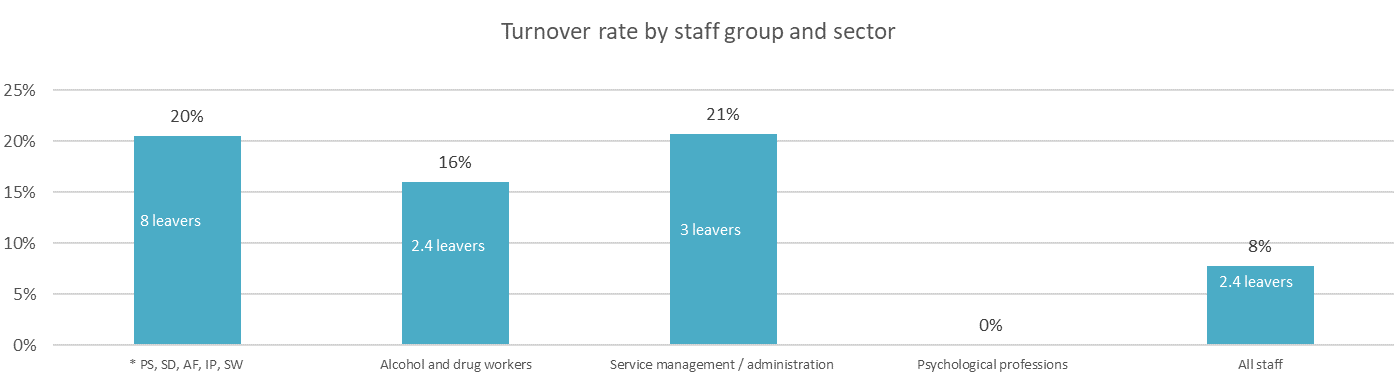 Turnover rate by staff group and sector
25%
20%
15%
10%
5%
0%
20%
16%
21%
0%
8%
8 leavers
2.4 leavers
3 leavers
2.4 leavers
* PS, SD, AF, IP, SW
Alcohol and drug workers
Service management / administration
Psychological professions
All staff